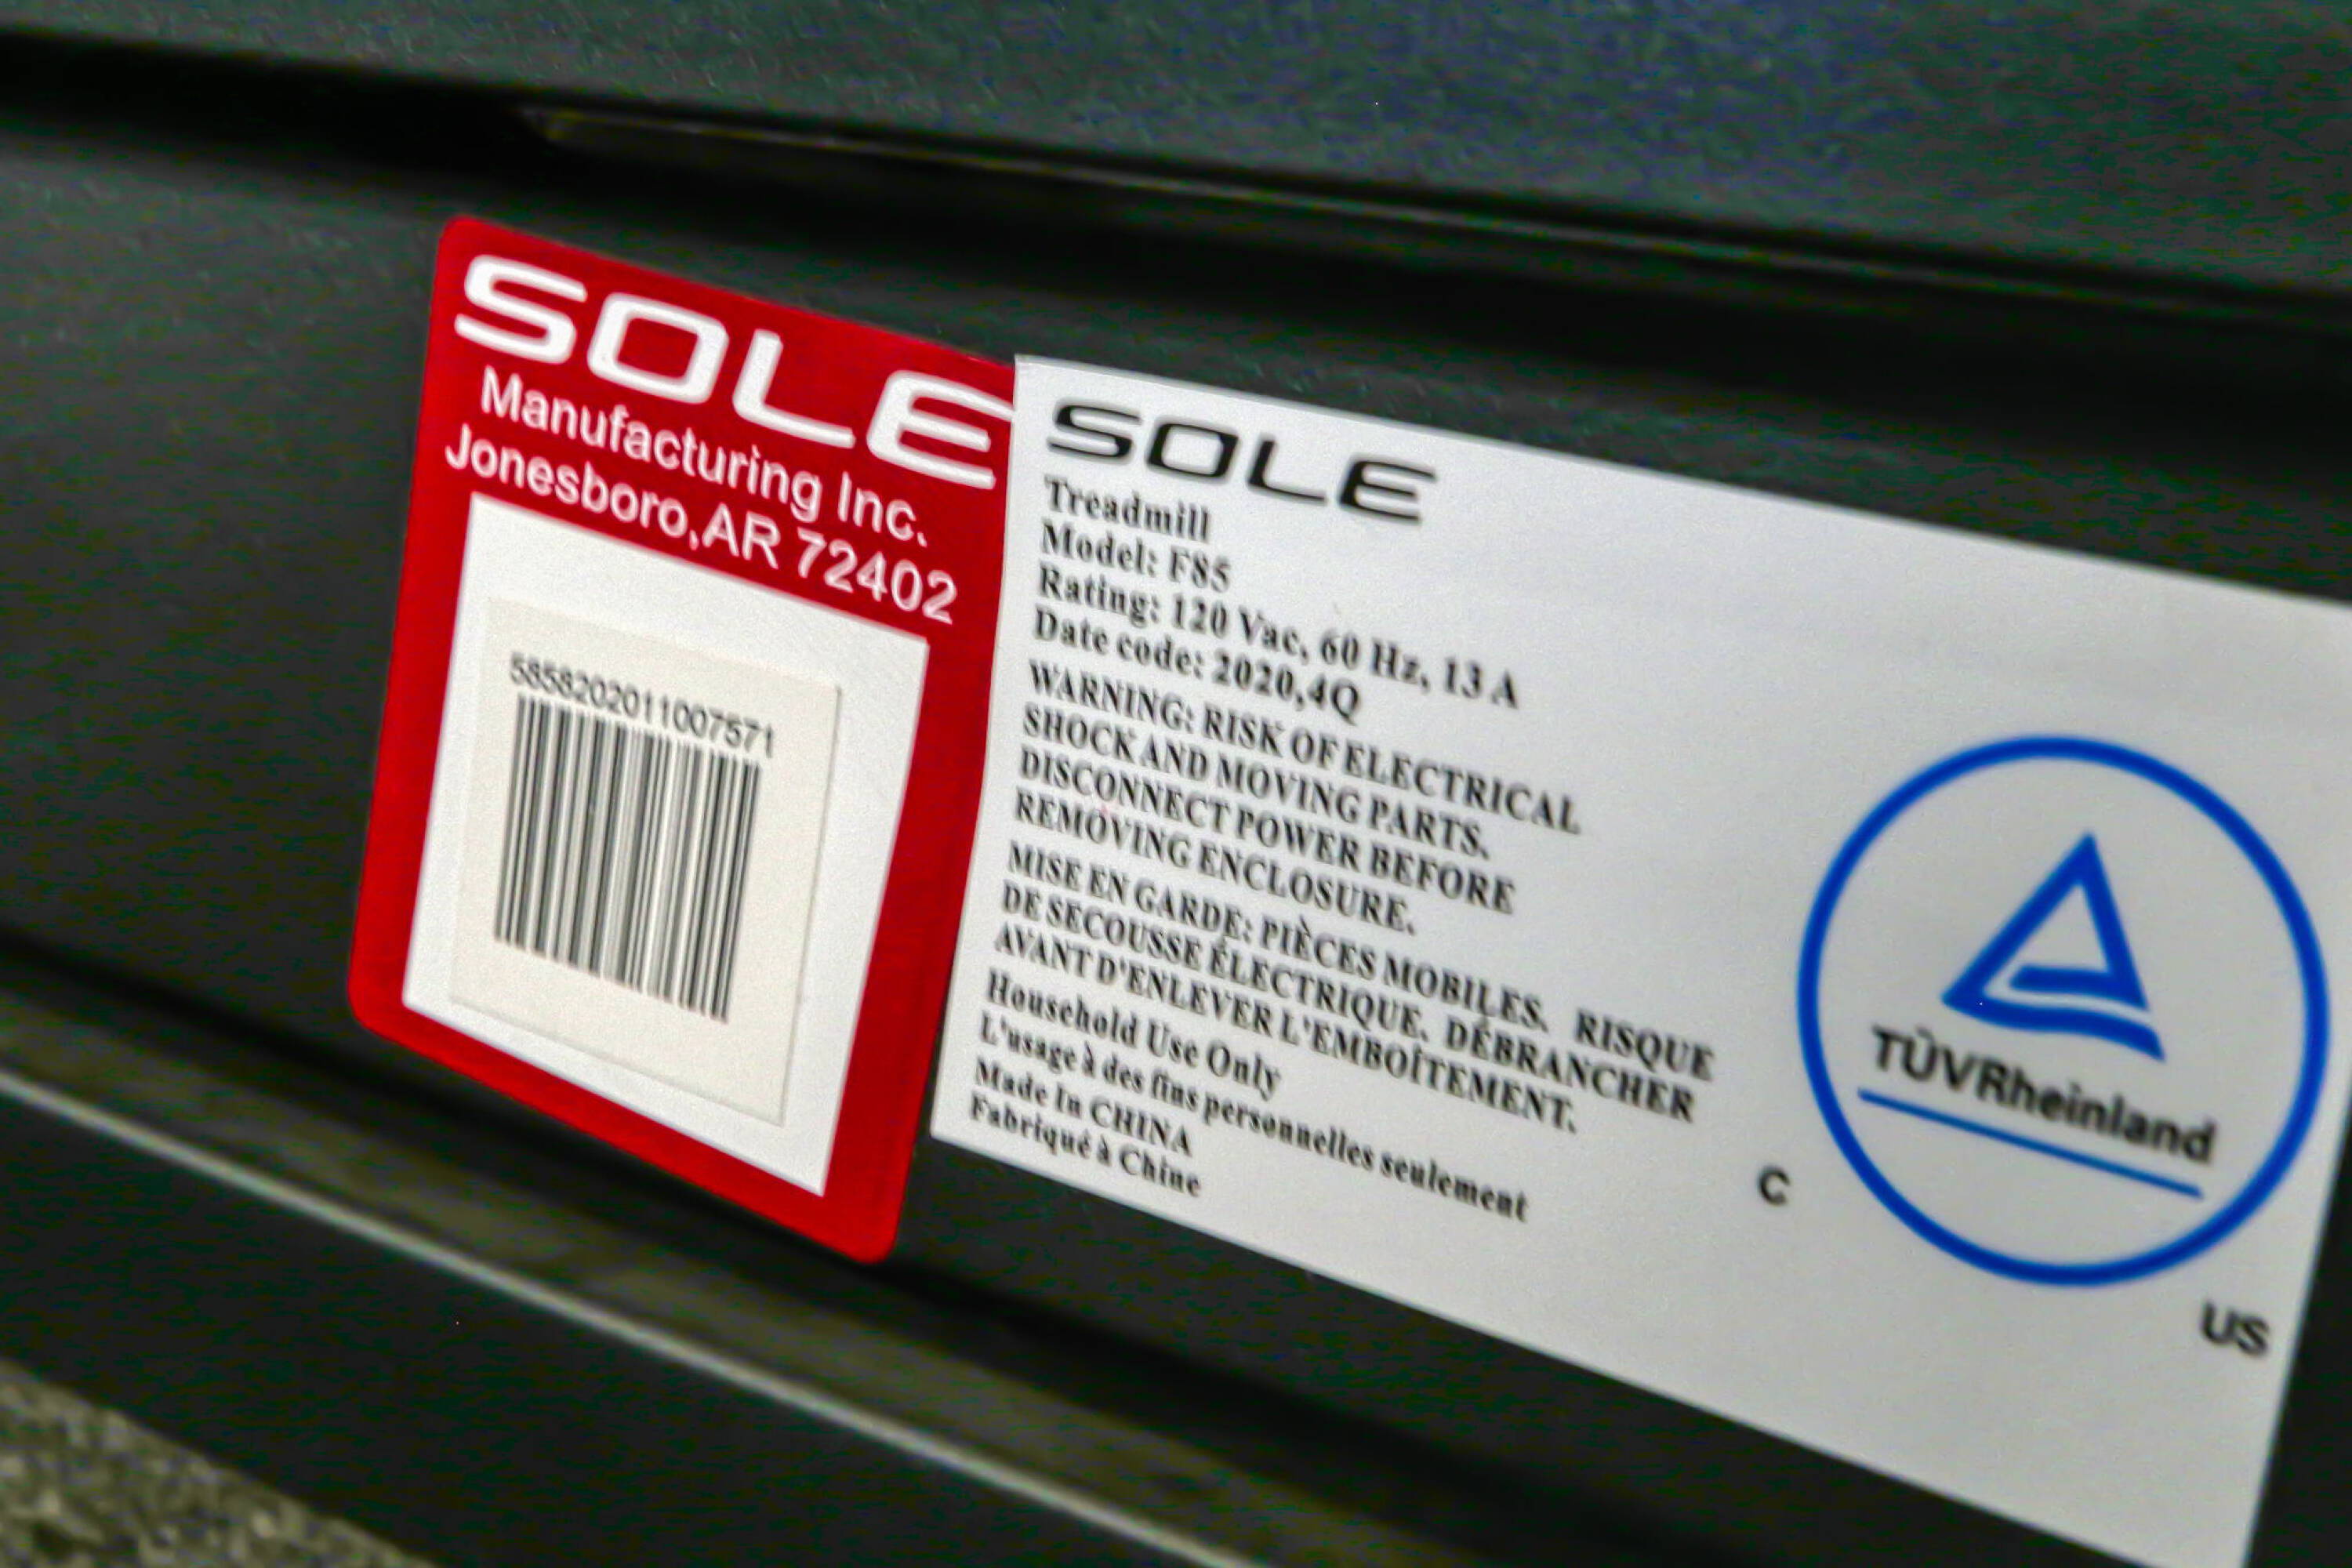 SOLE
Manufacturing Inc.
Jonesboro,AR 72402
5858202011007571
SOLE
Treadmill
Model: F85
Rating: 120 Vac, 60 Hz, 13 A
Date code: 2020,4Q
WARNING: RISK OF ELECTRICAL
SHOCK AND MOVING PARTS.
DISCONNECT POWER BEFORE
REMOVING ENCLOSURE.
MISE EN GARDE: PIÈCES MOBILES. RISQUE
DE SECOUSSE ÉLECTRIQUE. DÉBRANCHER
AVANT D'ENLEVER L'EMBOÎTEMENT.
Household Use Only
L'usage à des fins personnelles seulement
Made In CHINA
Fabriqué à Chine
TÜVRheinland
C
US